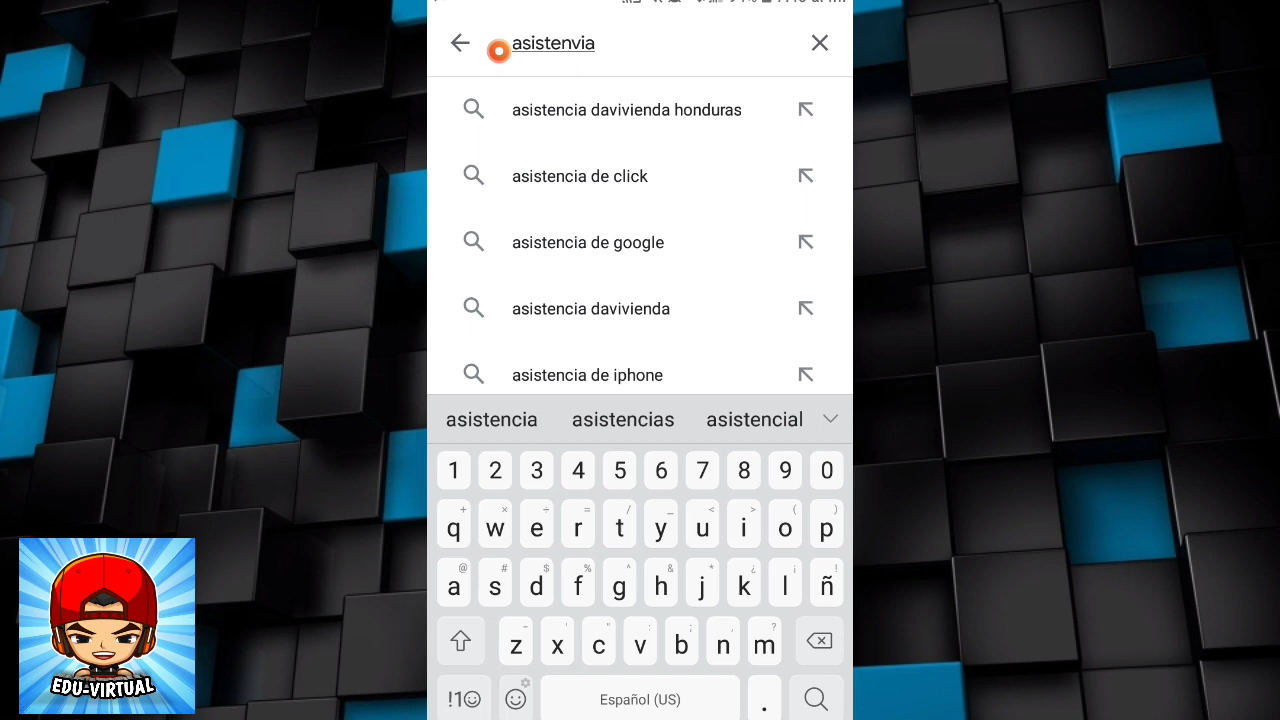 asistenvia
asistencia davivienda honduras
asistencia de click
asistencia de google
asistencia davivienda
asistencia de iphone
asistencia asistencias asistencial
1 2 3 4 5 6 7 8 9 0
q w e r t y u i o p
a s d f g h j k l ñ
z x c v b n m
!1☺ Español (US) .
EDU-VIRTUAL